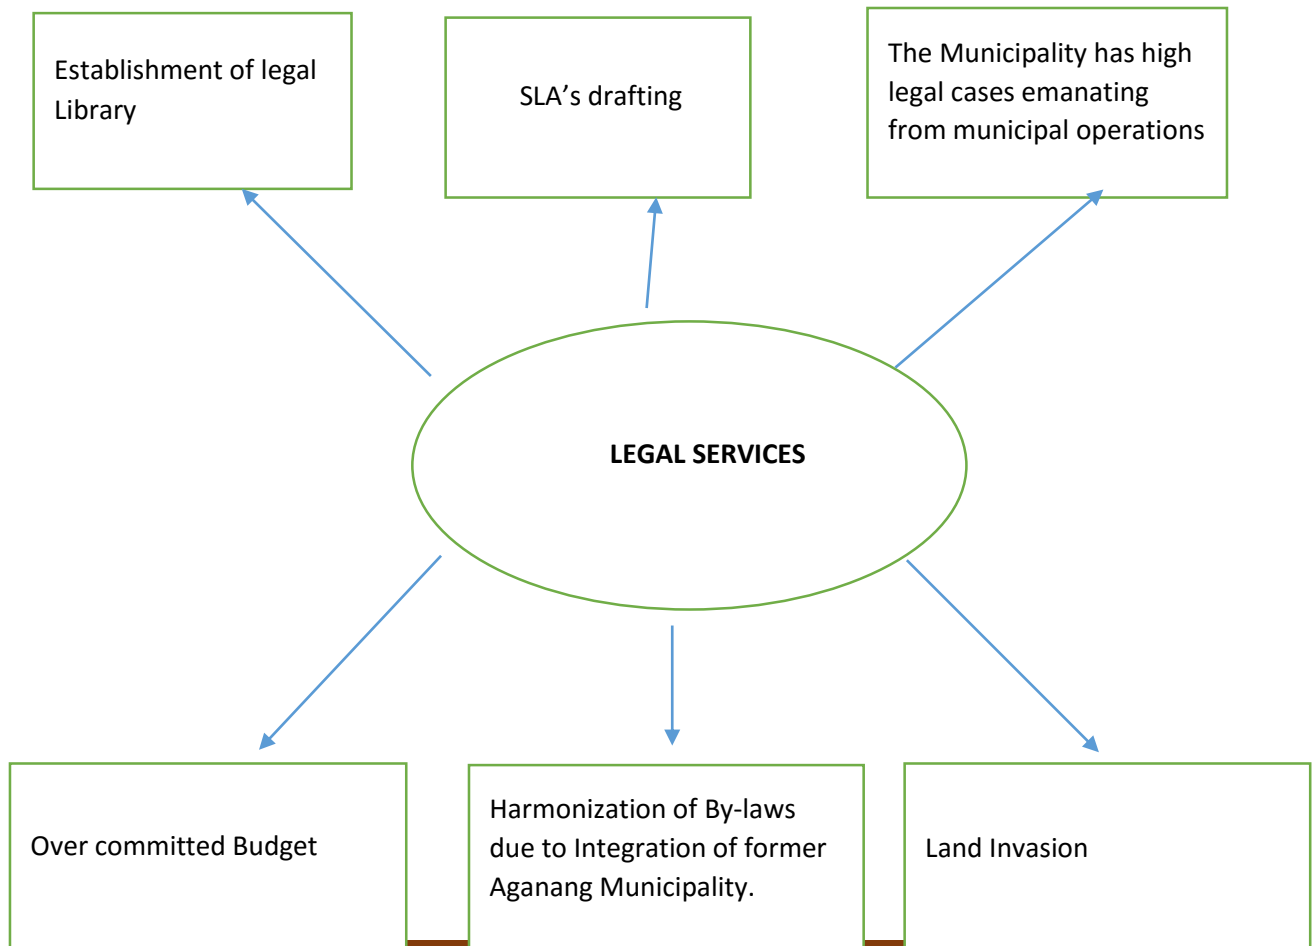 Establishment of legal
Library
SLA’s drafting
The Municipality has high
legal cases emanating
from municipal operations
LEGAL SERVICES
Over committed Budget
Harmonization of By-laws
due to Integration of former
Aganang Municipality.
Land Invasion